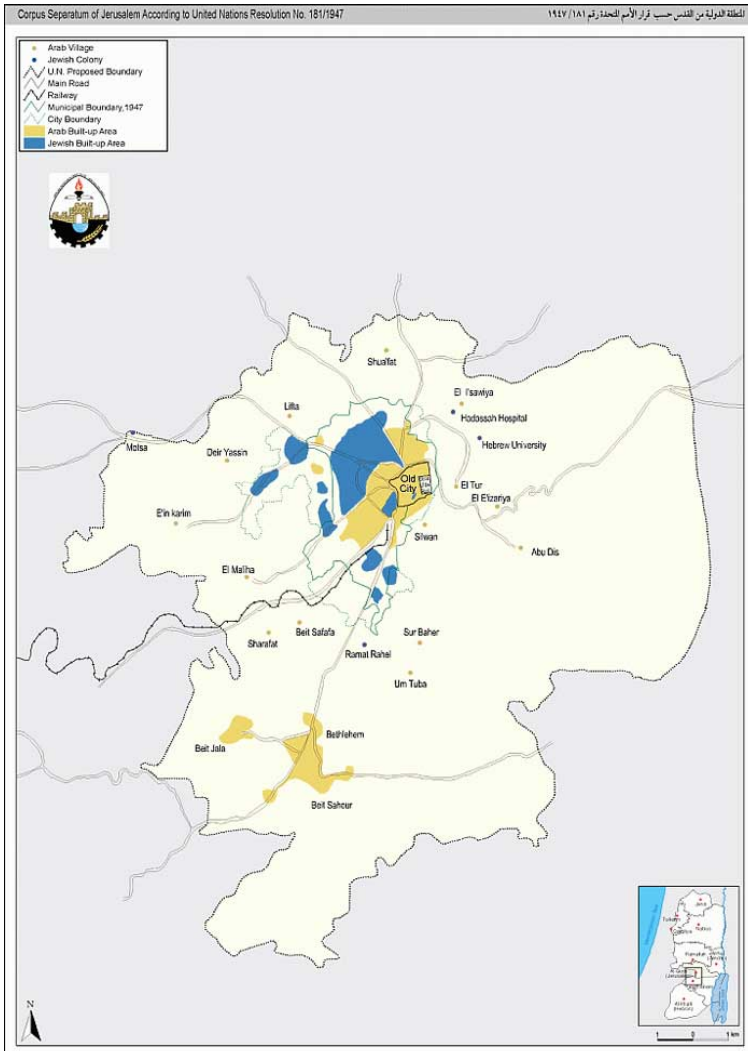 Corpus Separatum of Jerusalem According to United Nations Resolution No. 181/1947
المنطقة الدولية من القدس حسب قرار الأمم المتحدة رقم ١٨١ / ١٩٤٧
Arab Village
Jewish Colony
U.N. Proposed Boundary
Main Road
Railway
Municipal Boundary,1947
City Boundary
Arab Built-up Area
Jewish Built-up Area
Shualfat
El I'sawiya
Lifta
Hadassah Hospital
Motsa
Hebrew University
Deir Yassin
Old
City
El Tur
El E'izariya
E'in karim
Silwan
Abu Dis
El Maliha
Beit Safafa
Sharafat
Sur Baher
Ramat Rahel
Um Tuba
Bethlehem
Beit Jala
Beit Sahour
N
1 0 1 km